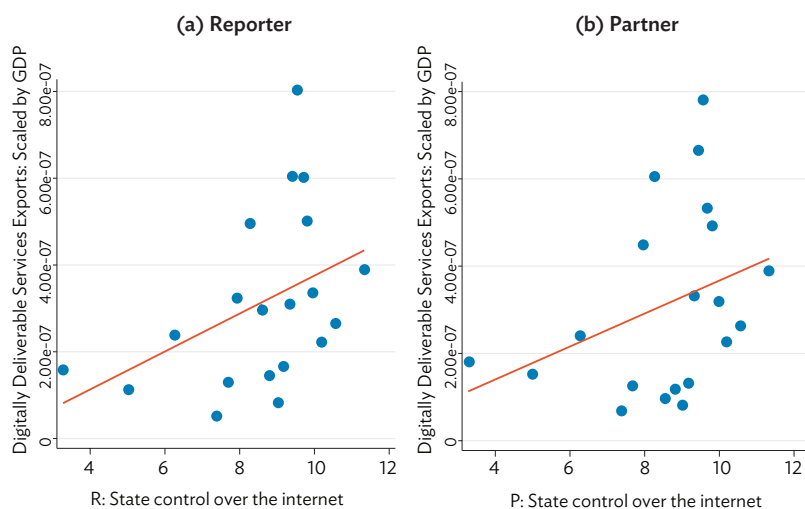 (a) Reporter
Digitally Deliverable Services Exports: Scaled by GDP
8.00e-07
6.00e-07
4.00e-07
2.00e-07
0
4 6 8 10 12
R: State control over the internet
(b) Partner
Digitally Deliverable Services Exports: Scaled by GDP
8.00e-07
6.00e-07
4.00e-07
2.00e-07
0
4 6 8 10 12
P: State control over the internet